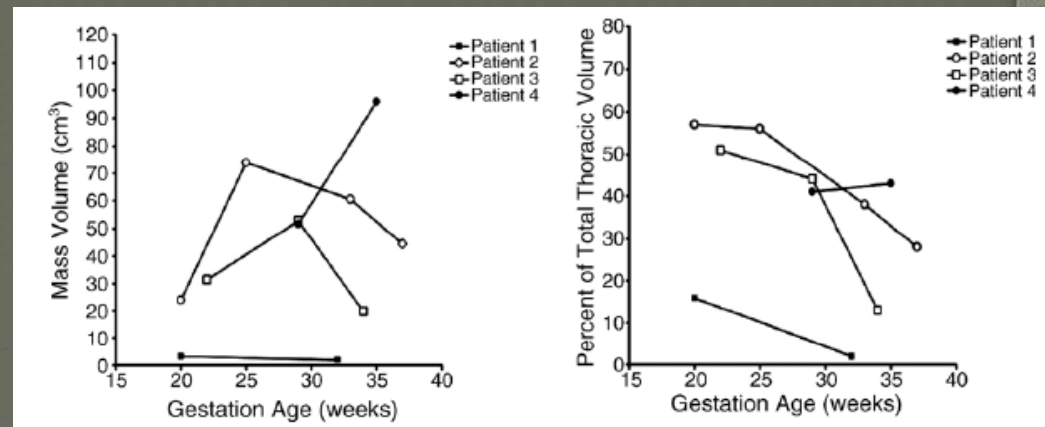 120
110
100
90
80
70
60
50
40
30
20
10
0
Mass Volume (cm³)
15 20 25 30 35 40
Gestation Age (weeks)
Patient 1
Patient 2
Patient 3
Patient 4
80
70
60
50
40
30
20
10
0
Percent of Total Thoracic Volume
15 20 25 30 35 40
Gestation Age (weeks)
Patient 1
Patient 2
Patient 3
Patient 4